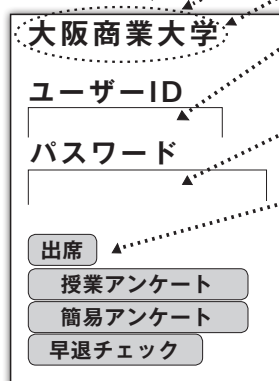 大阪商業大学
ユーザーID
パスワード
出席
授業アンケート
簡易アンケート
早退チェック